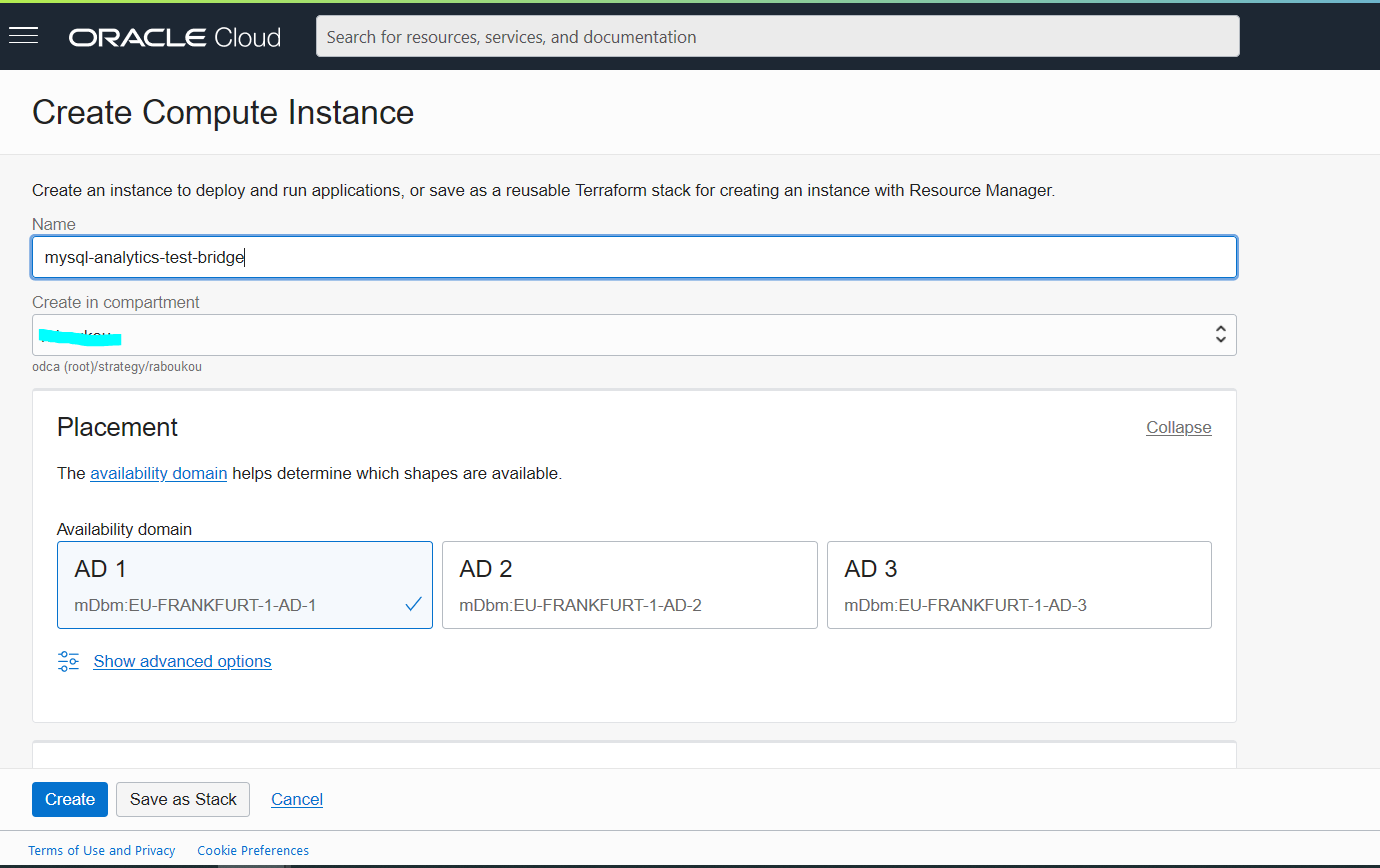 ORACLE Cloud
Search for resources, services, and documentation
Create Compute Instance
Create an instance to deploy and run applications, or save as a reusable Terraform stack for creating an instance with Resource Manager.
Name
mysql-analytics-test-bridge
Create in compartment
odca (root)/strategy/raboukou
Placement
Collapse
The availability domain helps determine which shapes are available.
Availability domain
AD 1
mDbm:EU-FRANKFURT-1-AD-1
AD 2
mDbm:EU-FRANKFURT-1-AD-2
AD 3
mDbm:EU-FRANKFURT-1-AD-3
Show advanced options
Create
Save as Stack
Cancel
Terms of Use and Privacy
Cookie Preferences